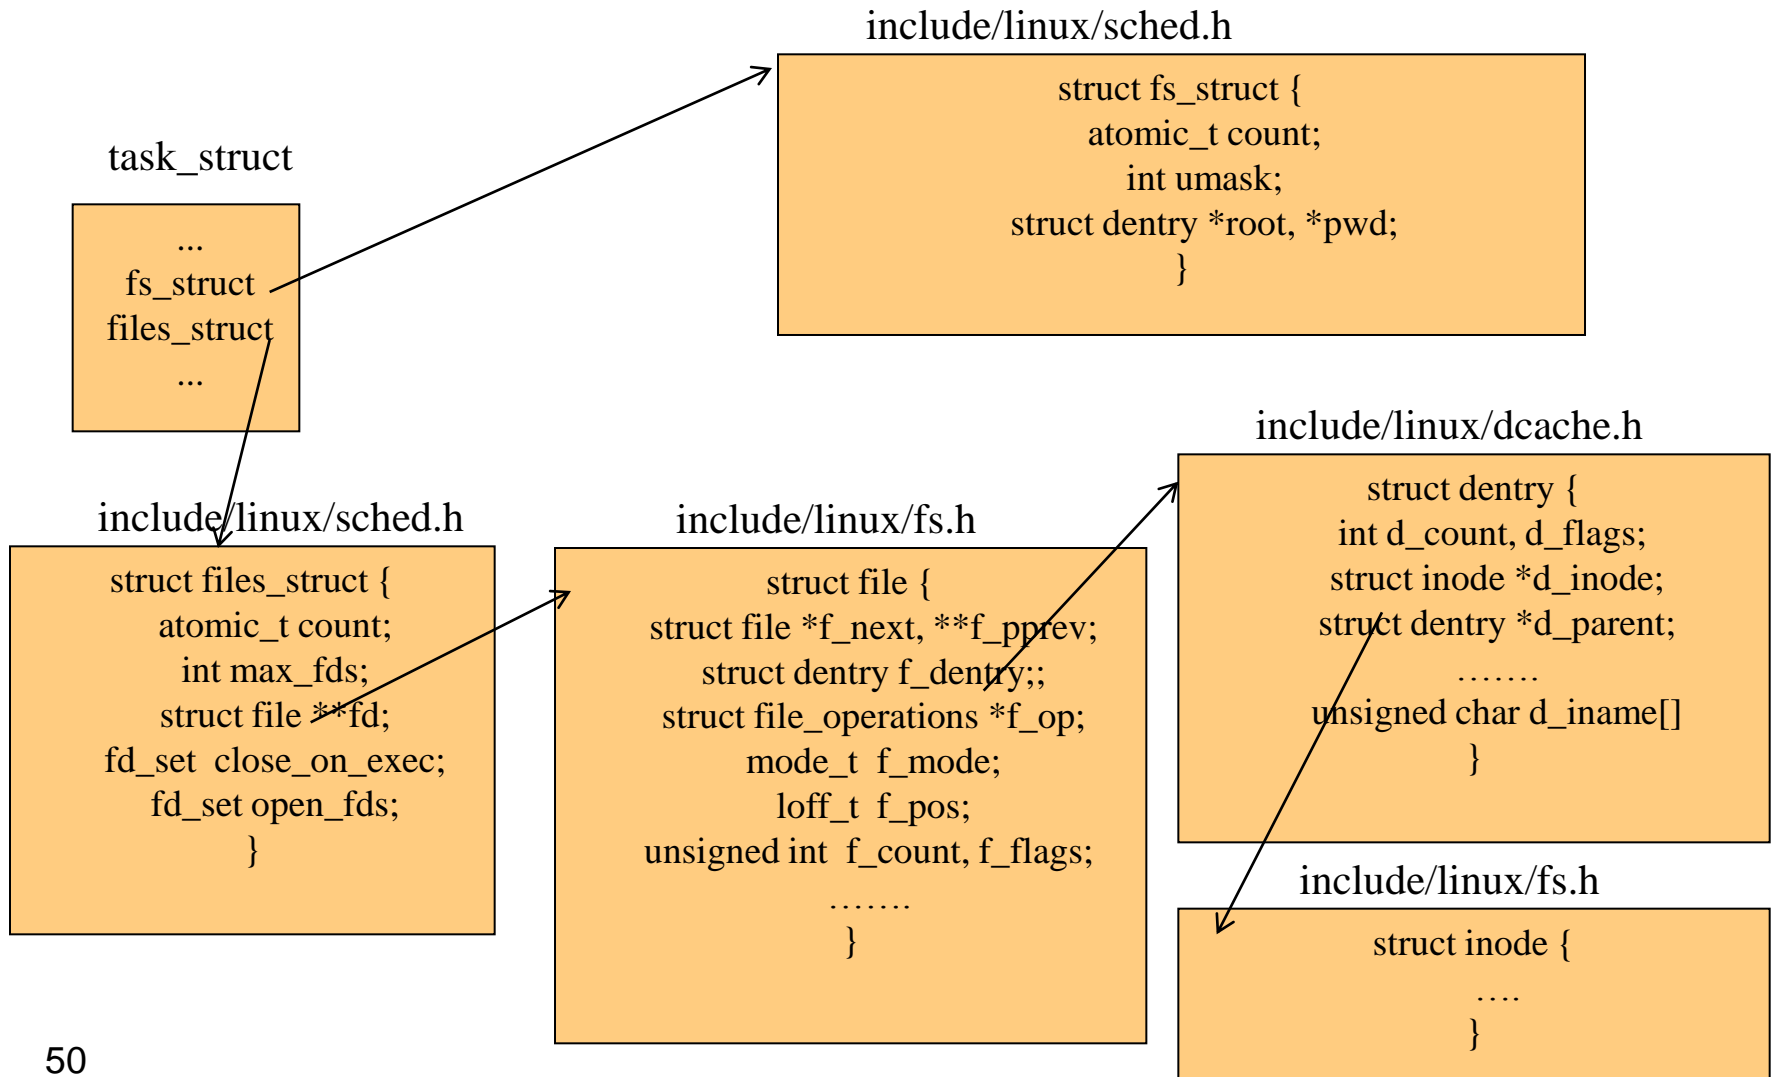 include/linux/sched.h
struct fs_struct {
atomic_t count;
int umask;
struct dentry *root, *pwd;
}
task_struct
...
fs_struct
files_struct
...
include/linux/sched.h
struct files_struct {
atomic_t count;
int max_fds;
struct file **fd;
fd_set close_on_exec;
fd_set open_fds;
}
include/linux/fs.h
struct file {
struct file *f_next, **f_pprev;
struct dentry f_dentry;;
struct file_operations *f_op;
mode_t f_mode;
loff_t f_pos;
unsigned int f_count, f_flags;
…….
}
include/linux/dcache.h
struct dentry {
int d_count, d_flags;
struct inode *d_inode;
struct dentry *d_parent;
…….
unsigned char d_iname[]
}
include/linux/fs.h
struct inode {
….
}
50